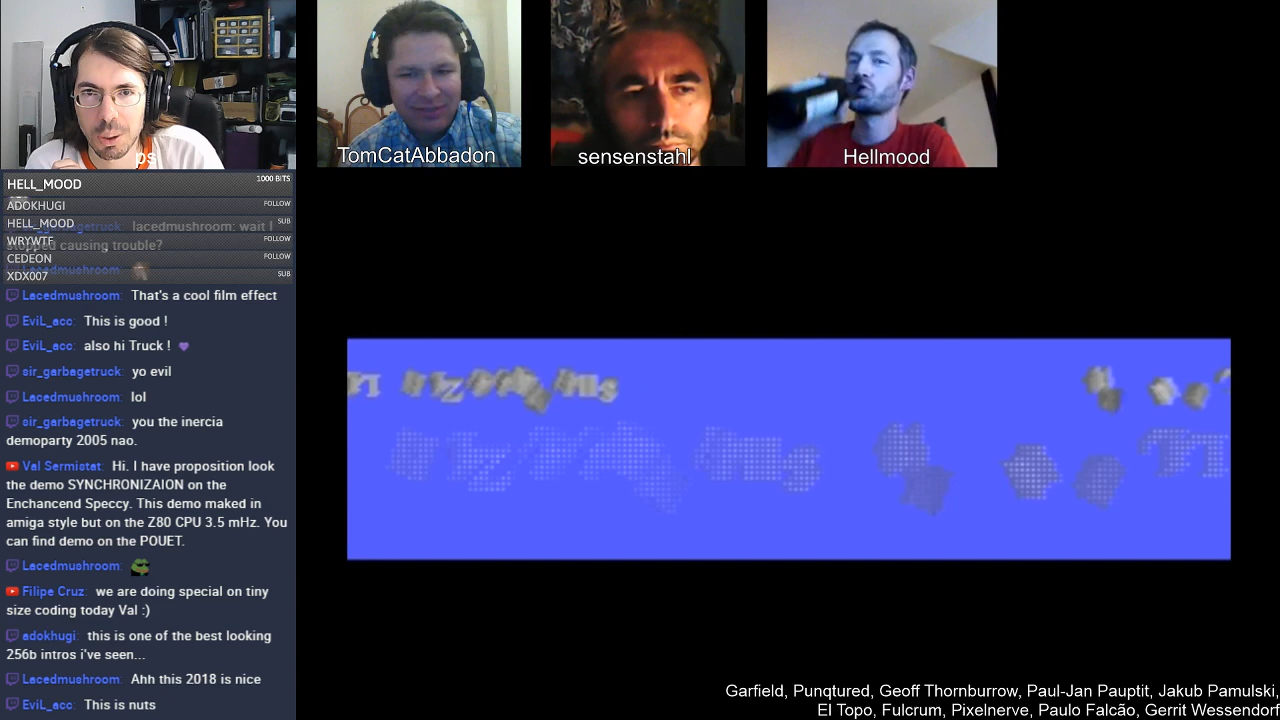 ps
TomCatAbbadon
sensenstahl
Hellmood
HELL_MOOD 1000 BITS
ADOKHUGI FOLLOW
HELL_MOOD SUB
lacedmushroom: wait I
WRYWTF FOLLOW
stopped causing trouble?
CEDEON FOLLOW
Lacedmushroom:
XDX007 SUB
Lacedmushroom: That's a cool film effect
EviL_acc: This is good !
EviL_acc: also hi Truck !
sir_garbagetruck: yo evil
Lacedmushroom: lol
sir_garbagetruck: you the inercia
demoparty 2005 nao.
Val Sermistat: Hi. I have proposition look
the demo SYNCHRONIZAION on the
Enchancend Speccy. This demo maked in
amiga style but on the Z80 CPU 3.5 mHz. You
can find demo on the POUET.
Lacedmushroom:
Filipe Cruz: we are doing special on tiny
size coding today Val :)
adokhugi: this is one of the best looking
256b intros i've seen...
Lacedmushroom: Ahh this 2018 is nice
EviL_acc: This is nuts
Garfield, Punqtured, Geoff Thornburrow, Paul-Jan Pauptit, Jakub Pamulski,
El Topo, Fulcrum, Pixelnerve, Paulo Falcão, Gerrit Wessendorf